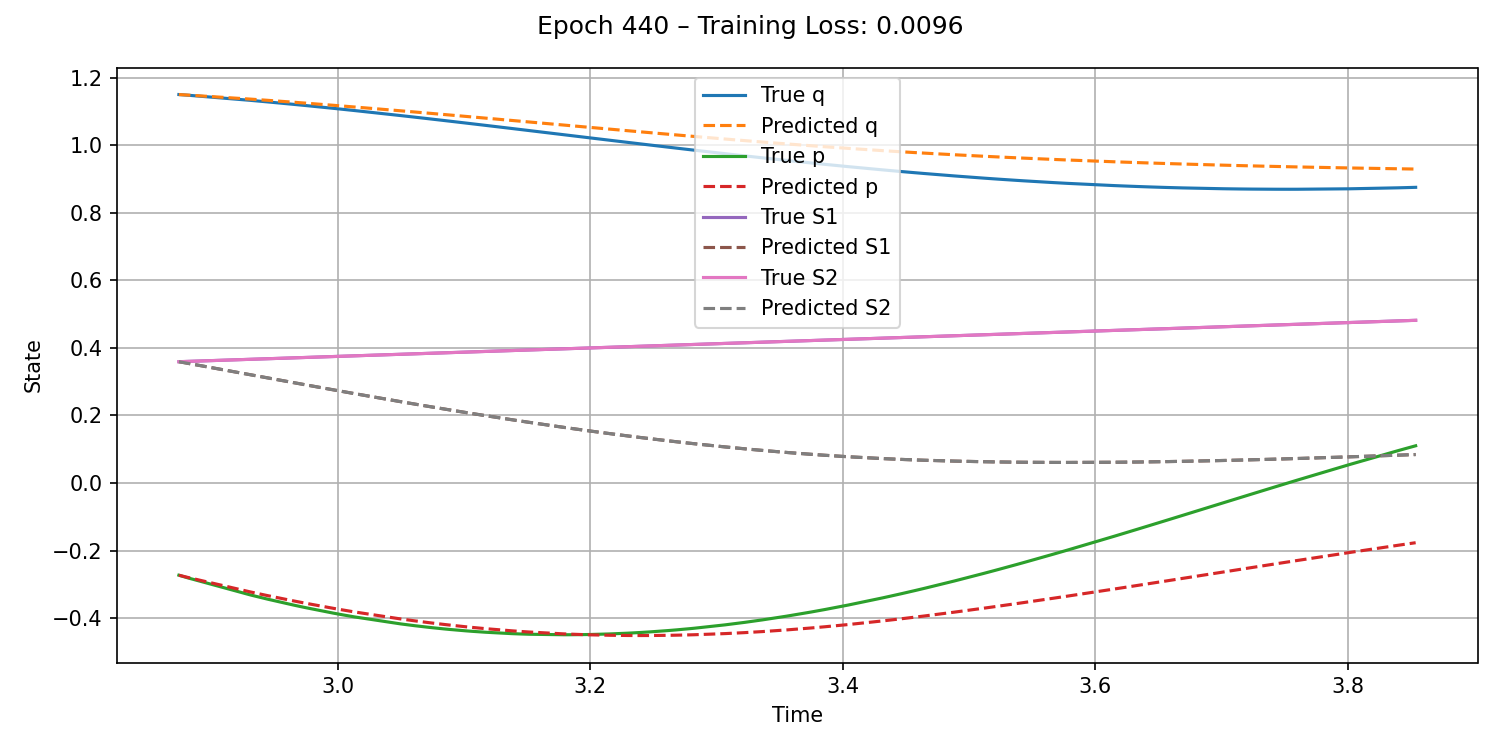 Epoch 440 – Training Loss: 0.0096
1.2
1.0
0.8
0.6
0.4
0.2
0.0
−0.2
−0.4
State
True q
Predicted q
True p
Predicted p
True S1
Predicted S1
True S2
Predicted S2
3.0 3.2 3.4 3.6 3.8
Time